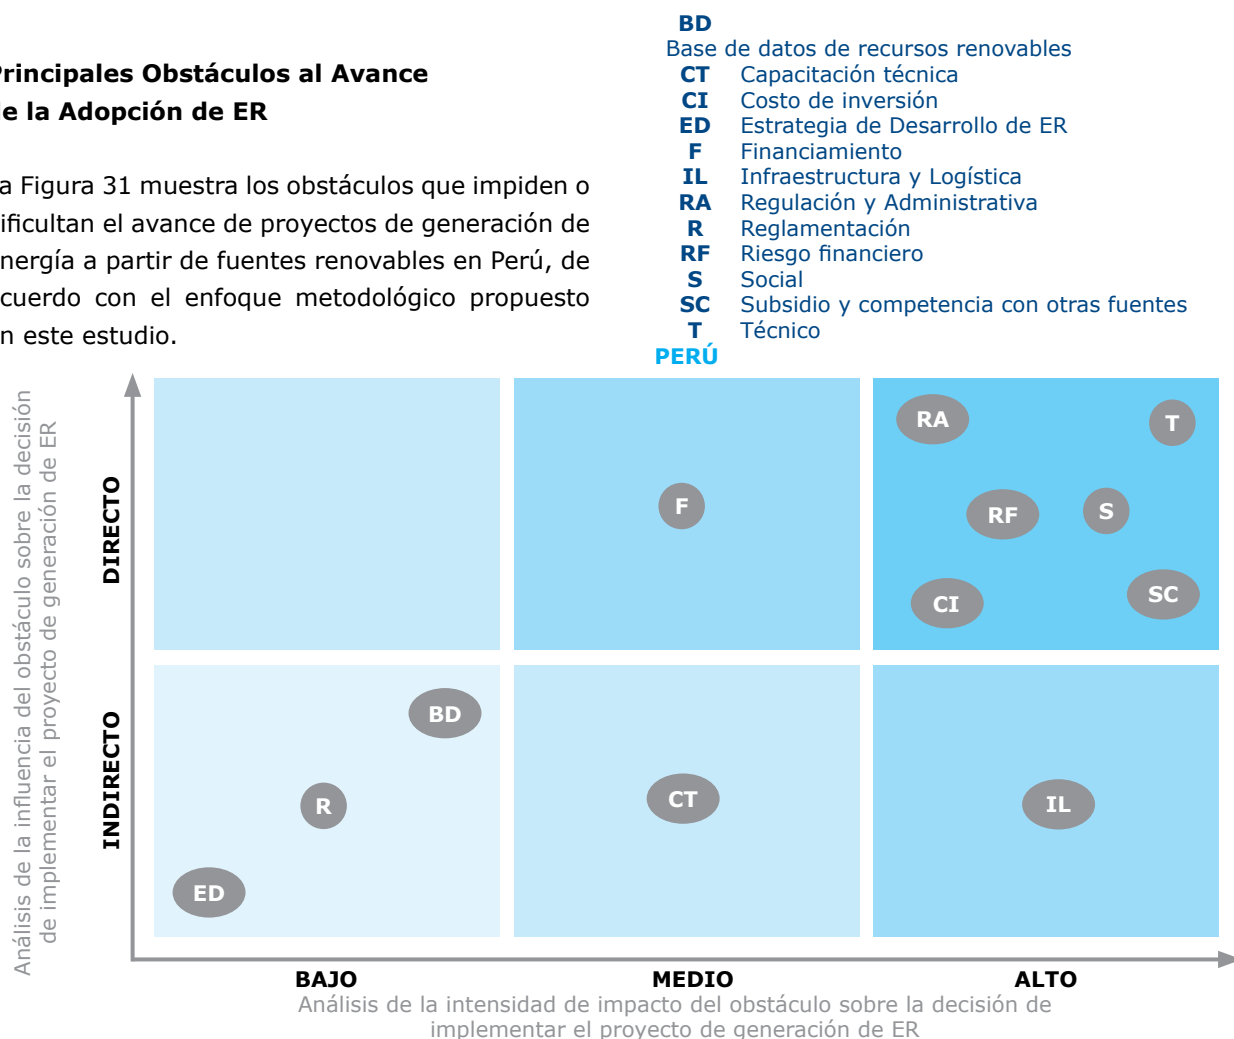 Principales Obstáculos al Avance
de la Adopción de ER
a Figura 31 muestra los obstáculos que impiden o
ificultan el avance de proyectos de generación de
nergía a partir de fuentes renovables en Perú, de
cuerdo con el enfoque metodológico propuesto
n este estudio.
BD
Base de datos de recursos renovables
CT Capacitación técnica
CI Costo de inversión
ED Estrategia de Desarrollo de ER
F Financiamiento
IL Infraestructura y Logística
RA Regulación y Administrativa
R Reglamentación
RF Riesgo financiero
S Social
SC Subsidio y competencia con otras fuentes
T Técnico
PERÚ
Análisis de la influencia del obstáculo sobre la decisión
de implementar el proyecto de generación de ER
DIRECTO
INDIRECTO
RA
T
F
RF
S
CI
SC
BD
R
CT
IL
ED
BAJO
MEDIO
ALTO
Análisis de la intensidad de impacto del obstáculo sobre la decisión de
implementar el proyecto de generación de ER